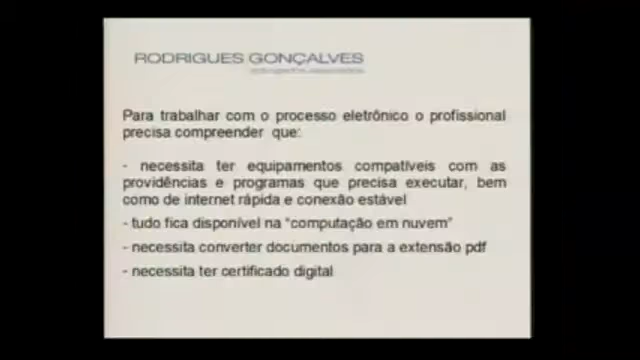 RODRIGUES GONÇALVES
Para trabalhar com o processo eletrônico o profissional
precisa compreender que:
- necessita ter equipamentos compatíveis com as
providências e programas que precisa executar, bem
como de internet rápida e conexão estável
- tudo fica disponível na “computação em nuvem”
- necessita converter documentos para a extensão pdf
- necessita ter certificado digital